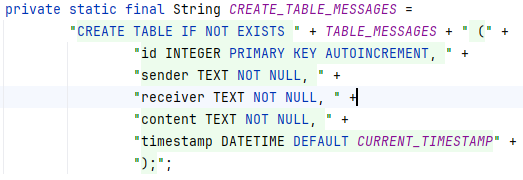 private static final String CREATE_TABLE_MESSAGES =
"CREATE TABLE IF NOT EXISTS " + TABLE_MESSAGES + " (" +
"id INTEGER PRIMARY KEY AUTOINCREMENT, " +
"sender TEXT NOT NULL, " +
"receiver TEXT NOT NULL, " +
"content TEXT NOT NULL, " +
"timestamp DATETIME DEFAULT CURRENT_TIMESTAMP" +
");";